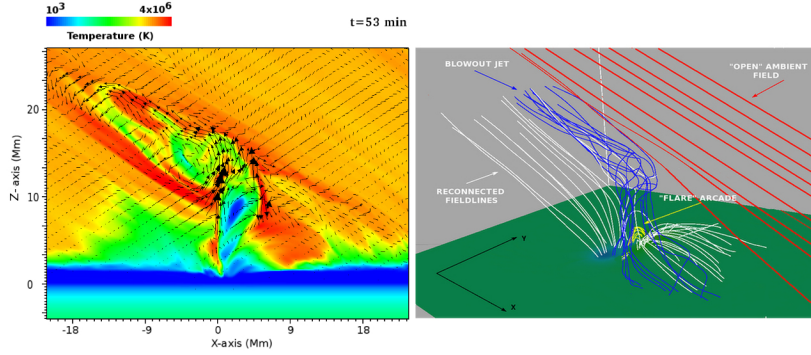 10³ 4x10⁶
Temperature (K)
t=53 min
Z-axis (Mm)
20
10
0
-18 -9 0 9 18
X-axis (Mm)
BLOWOUT JET
"OPEN" AMBIENT
FIELD
RECONNECTED
FIELDLINES
"FLARE" ARCADE
Y
X